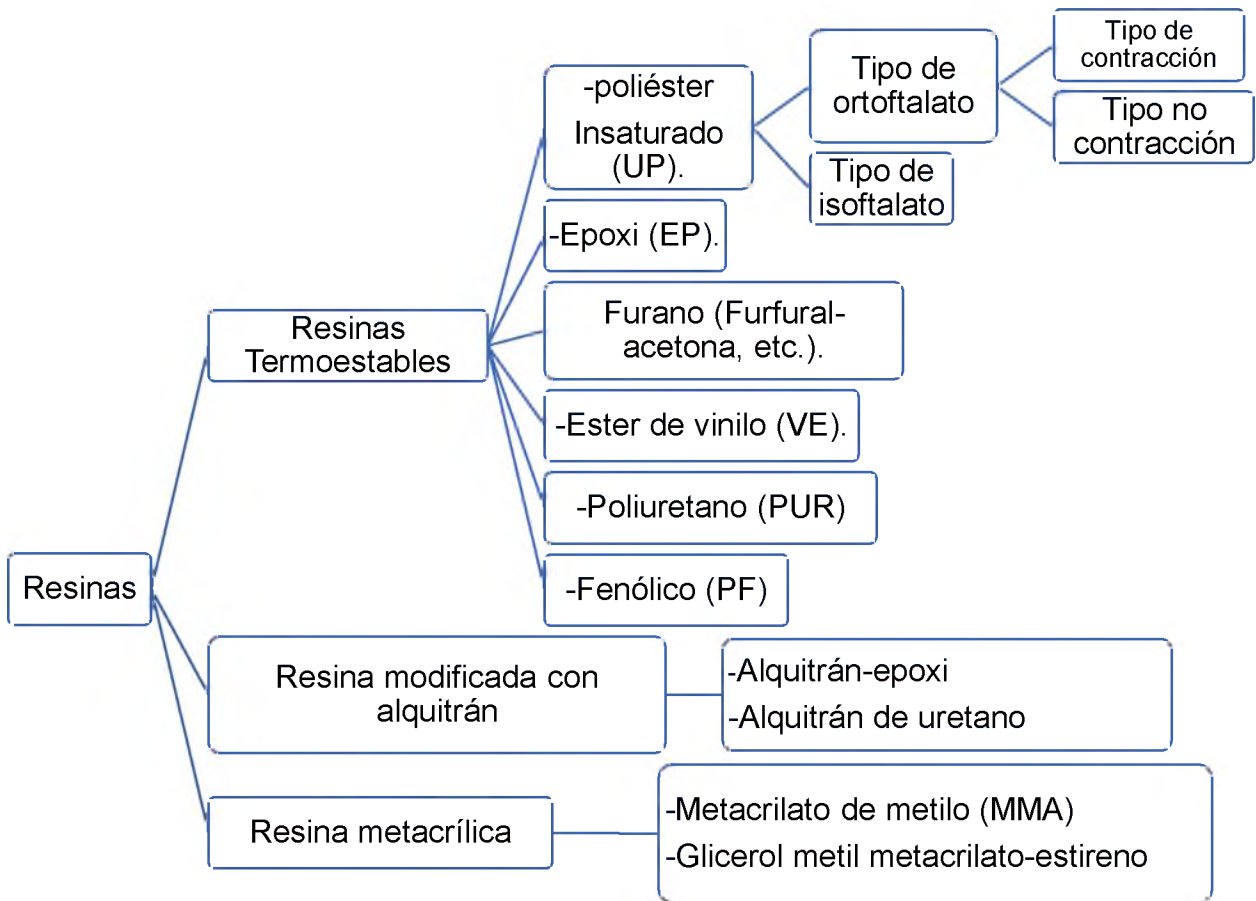 Resinas
Resinas
Termoestables
-poliéster
Insaturado
(UP).
Tipo de
ortoftalato
Tipo de
contracción
Tipo no
contracción
Tipo de
isoftalato
-Epoxi (EP).
Furano (Furfural-
acetona, etc.).
-Ester de vinilo (VE).
-Poliuretano (PUR)
-Fenólico (PF)
Resina modificada con
alquitrán
-Alquitrán-epoxi
-Alquitrán de uretano
Resina metacrílica
-Metacrilato de metilo (MMA)
-Glicerol metil metacrilato-estireno